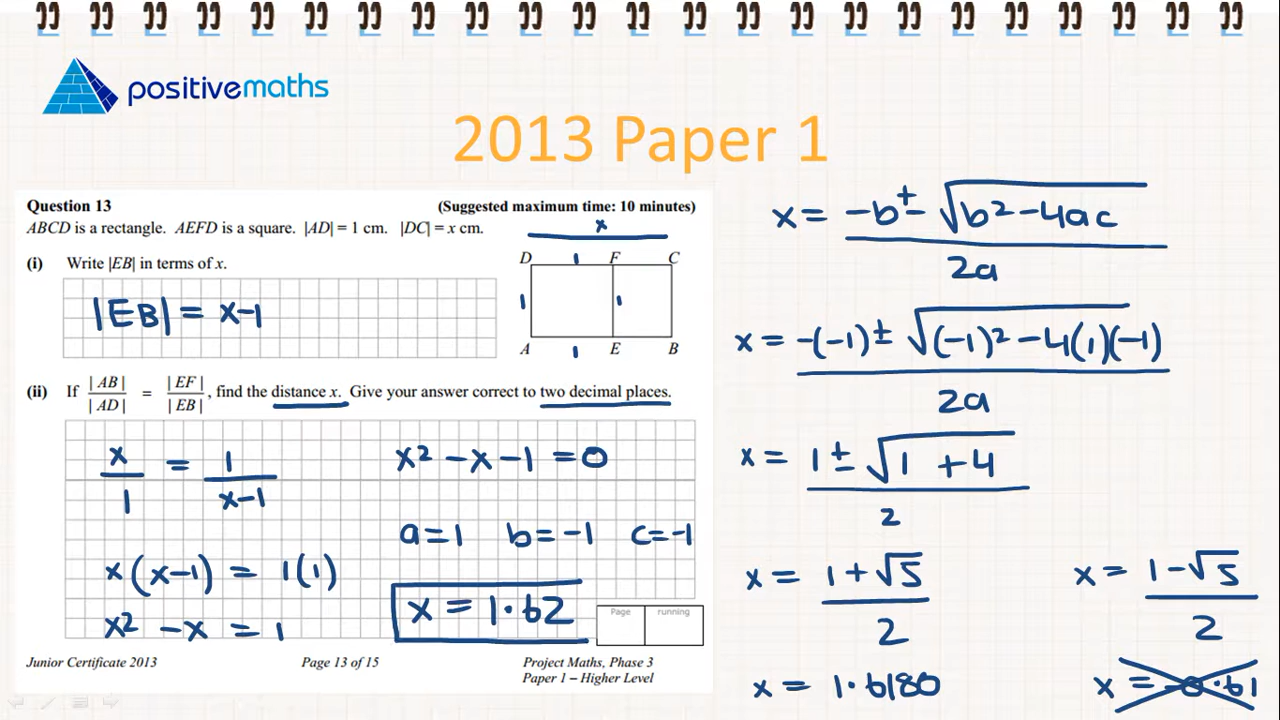 positivemaths
2013 Paper 1
Question 13 (Suggested maximum time: 10 minutes)
ABCD is a rectangle. AEFD is a square. |AD| = 1 cm. |DC| = x cm.
(i) Write |EB| in terms of x.
|EB| = x-1
x
D 1 F C
1 1
A 1 E B
(ii) If |AB|/|AD| = |EF|/|EB|, find the distance x. Give your answer correct to two decimal places.
x/1 = 1/(x-1)
x(x-1) = 1(1)
x² - x = 1
x² - x - 1 = 0
a=1 b=-1 c=-1
x = 1.62
Page running
Junior Certificate 2013 Page 13 of 15 Project Maths, Phase 3
Paper 1 – Higher Level
x = (-b ± √(b² - 4ac))/2a
x = (-(-1) ± √((-1)² - 4(1)(-1)))/2a
x = (1 ± √(1 + 4))/2
x = (1 + √5)/2 x = (1 - √5)/2
x = 1.6180 x = -0.61